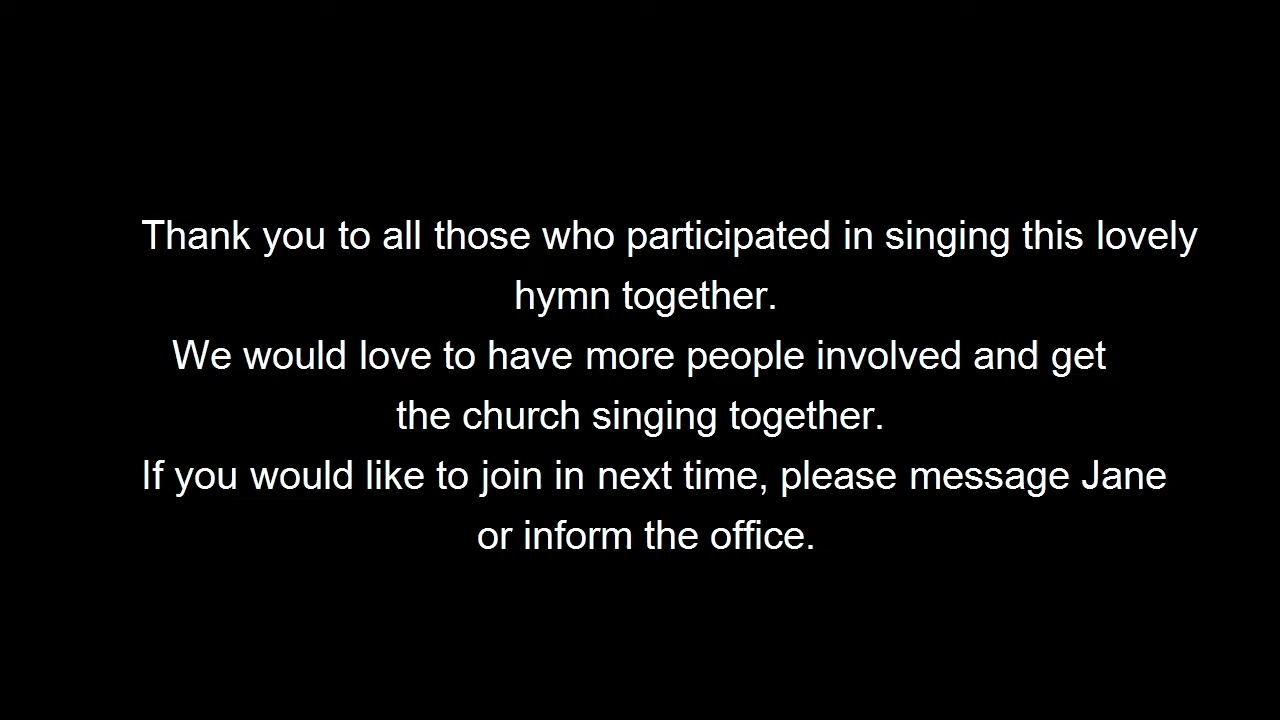 Thank you to all those who participated in singing this lovely
hymn together.
We would love to have more people involved and get
the church singing together.
If you would like to join in next time, please message Jane
or inform the office.